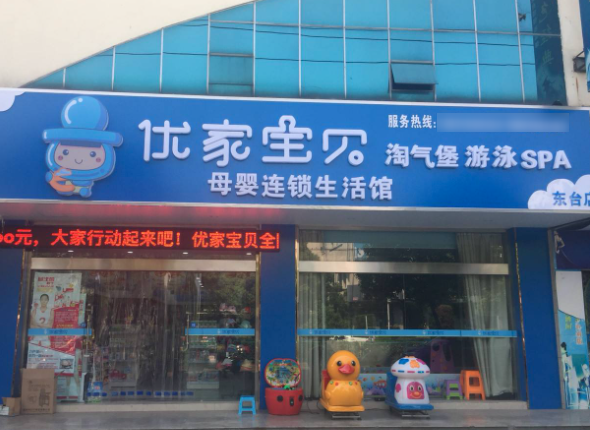 服务热线:
优家宝贝
淘气堡 游泳SPA
母婴连锁生活馆
东台店
00元，大家行动起来吧！优家宝贝全